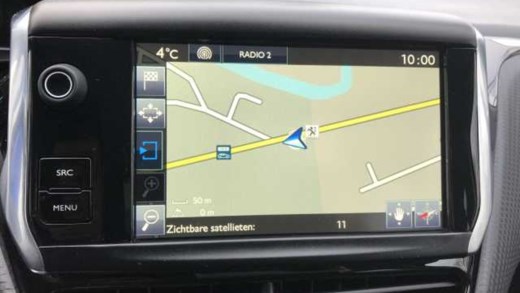 4°C RADIO 2 10:00
50 m
0 m
Zichtbare satellieten: 11
SRC
MENU